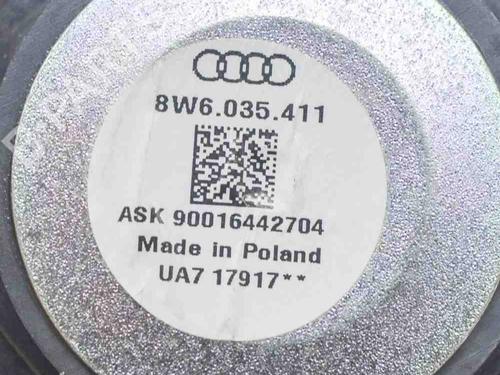 8W6.035.411
ASK 90016442704
Made in Poland
UA7 17917**